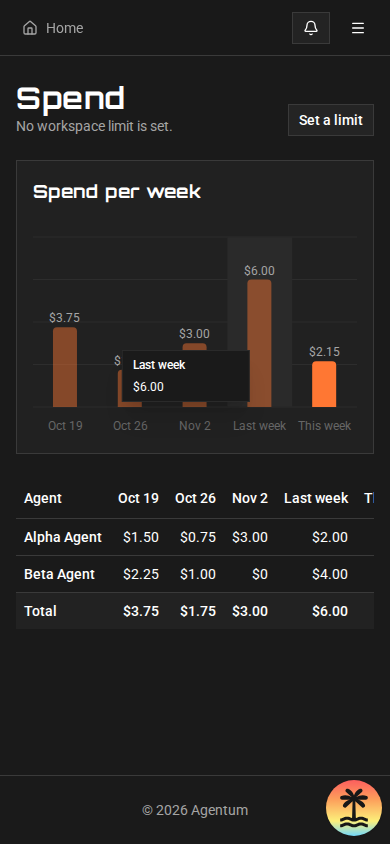 Home
Spend
No workspace limit is set.
Set a limit
Spend per week
$6.00
$3.75
$3.00
$2.15
Last week
$6.00
Oct 19 Oct 26 Nov 2 Last week This week
Agent Oct 19 Oct 26 Nov 2 Last week
Alpha Agent $1.50 $0.75 $3.00 $2.00
Beta Agent $2.25 $1.00 $0 $4.00
Total $3.75 $1.75 $3.00 $6.00
© 2026 Agentum